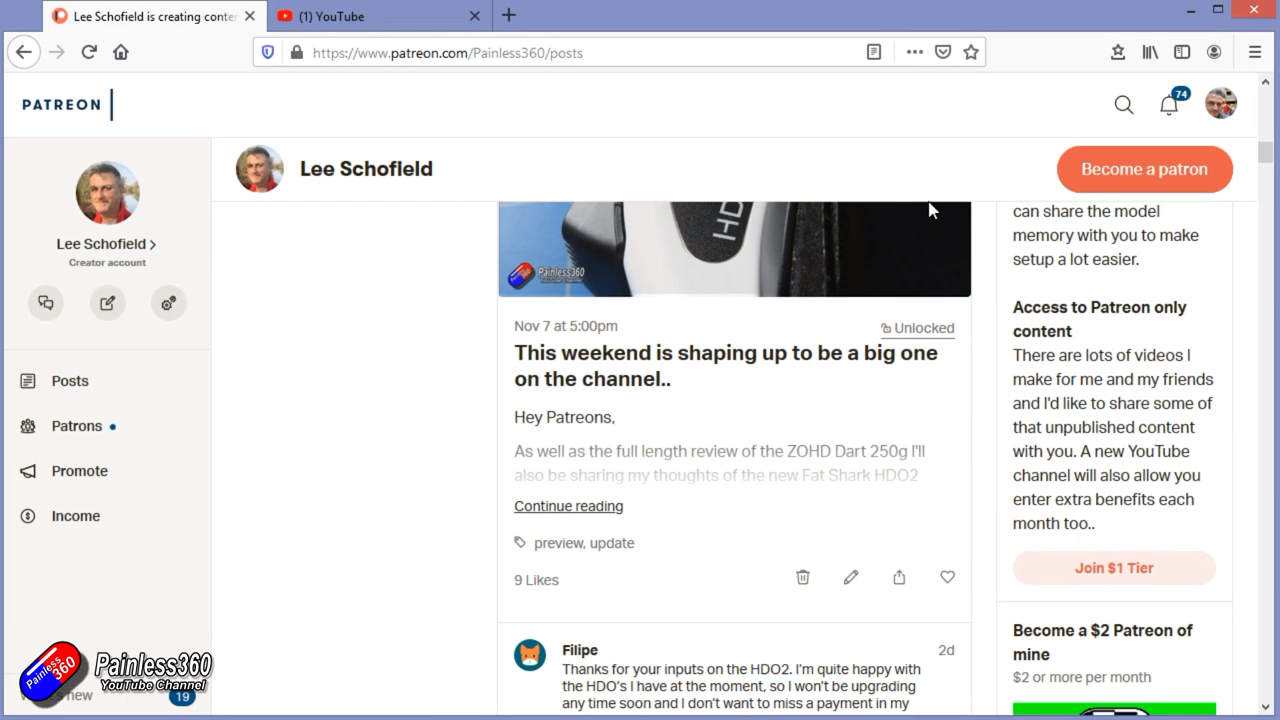 Lee Schofield is creating conter
(1) YouTube
https://www.patreon.com/Painless360/posts
PATREON
74
Lee Schofield
Become a patron
Lee Schofield
Creator account
Posts
Patrons
Promote
Income
19
Painless360
Painless360
YouTube Channel
HD
Painless360
Nov 7 at 5:00pm
Unlocked
This weekend is shaping up to be a big one
on the channel..
Hey Patreons,
As well as the full length review of the ZOHD Dart 250g I'll
also be sharing my thoughts of the new Fat Shark HDO2
Continue reading
preview, update
9 Likes
Filipe
2d
Thanks for your inputs on the HDO2. I'm quite happy with
the HDO's I have at the moment, so I won't be upgrading
any time soon and I don't want to miss a payment in my
can share the model
memory with you to make
setup a lot easier.
Access to Patreon only
content
There are lots of videos I
make for me and my friends
and I'd like to share some of
that unpublished content
with you. A new YouTube
channel will also allow you
enter extra benefits each
month too..
Join $1 Tier
Become a $2 Patreon of
mine
$2 or more per month